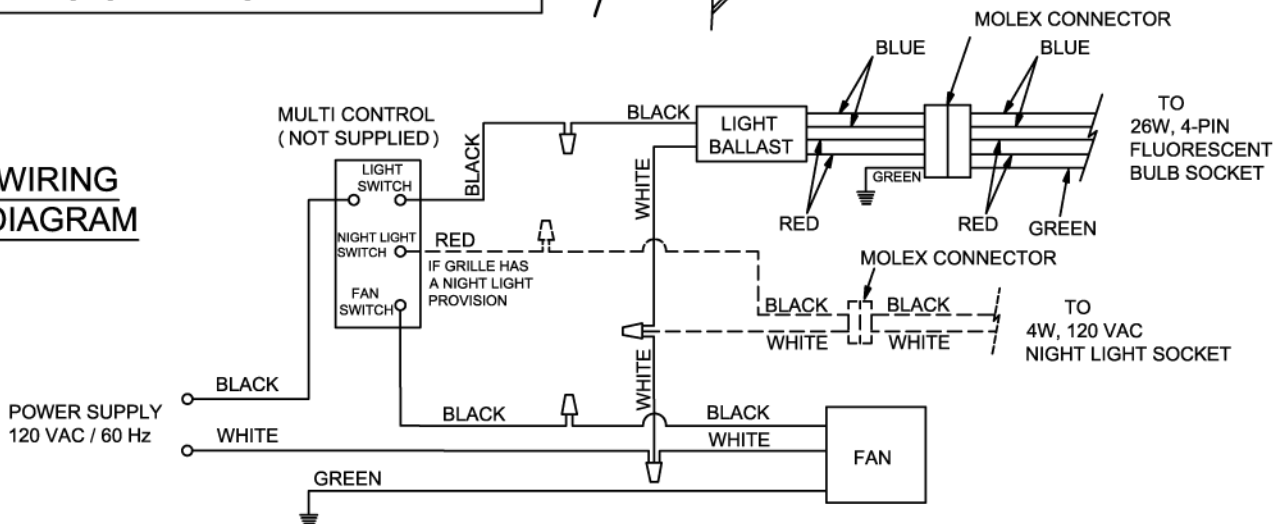 MOLEX CONNECTOR
BLUE
BLUE
MULTI CONTROL
( NOT SUPPLIED )
BLACK
BLACK
LIGHT
BALLAST
TO
26W, 4-PIN
FLUORESCENT
BULB SOCKET
WIRING
DIAGRAM
LIGHT
SWITCH
WHITE
GREEN
RED
RED
GREEN
NIGHT LIGHT
SWITCH
RED
IF GRILLE HAS
A NIGHT LIGHT
PROVISION
FAN
SWITCH
MOLEX CONNECTOR
BLACK
BLACK
WHITE
WHITE
TO
4W, 120 VAC
NIGHT LIGHT SOCKET
WHITE
POWER SUPPLY
120 VAC / 60 Hz
BLACK
WHITE
BLACK
BLACK
WHITE
FAN
GREEN